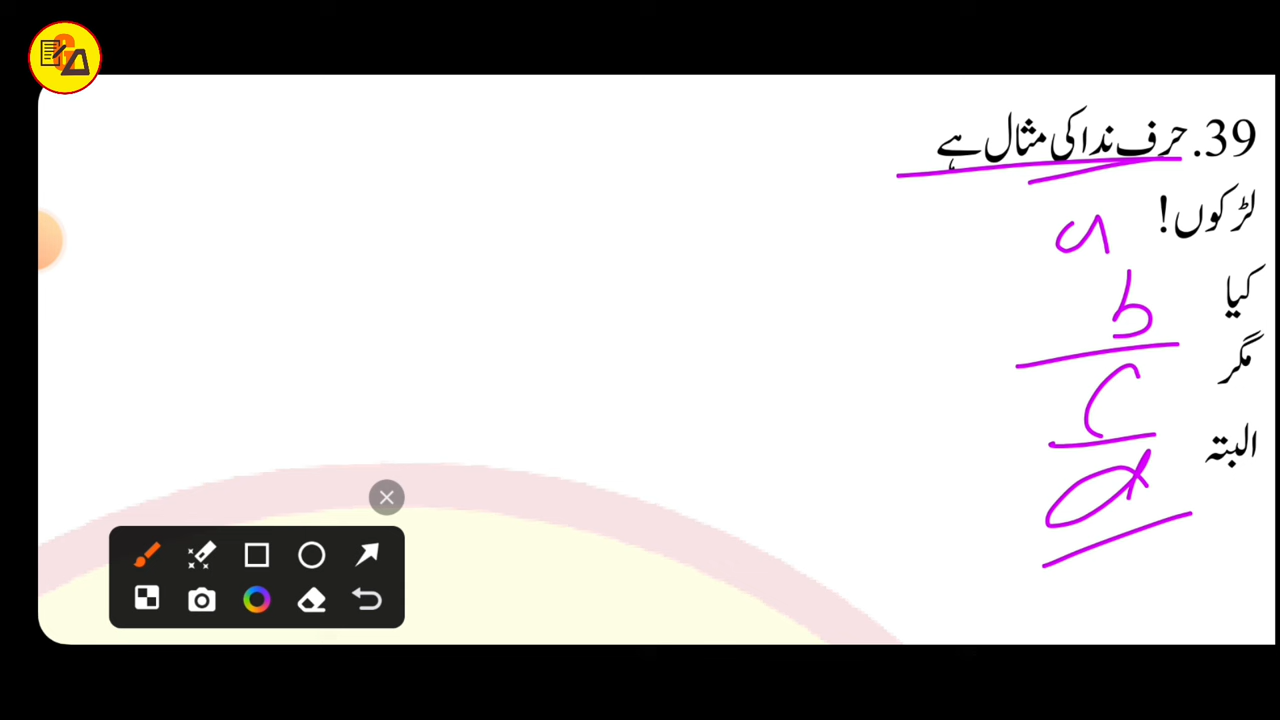 39. حرف ندا کی مثال ہے
لڑکوں! a
کیا b
مگر c
البتہ d